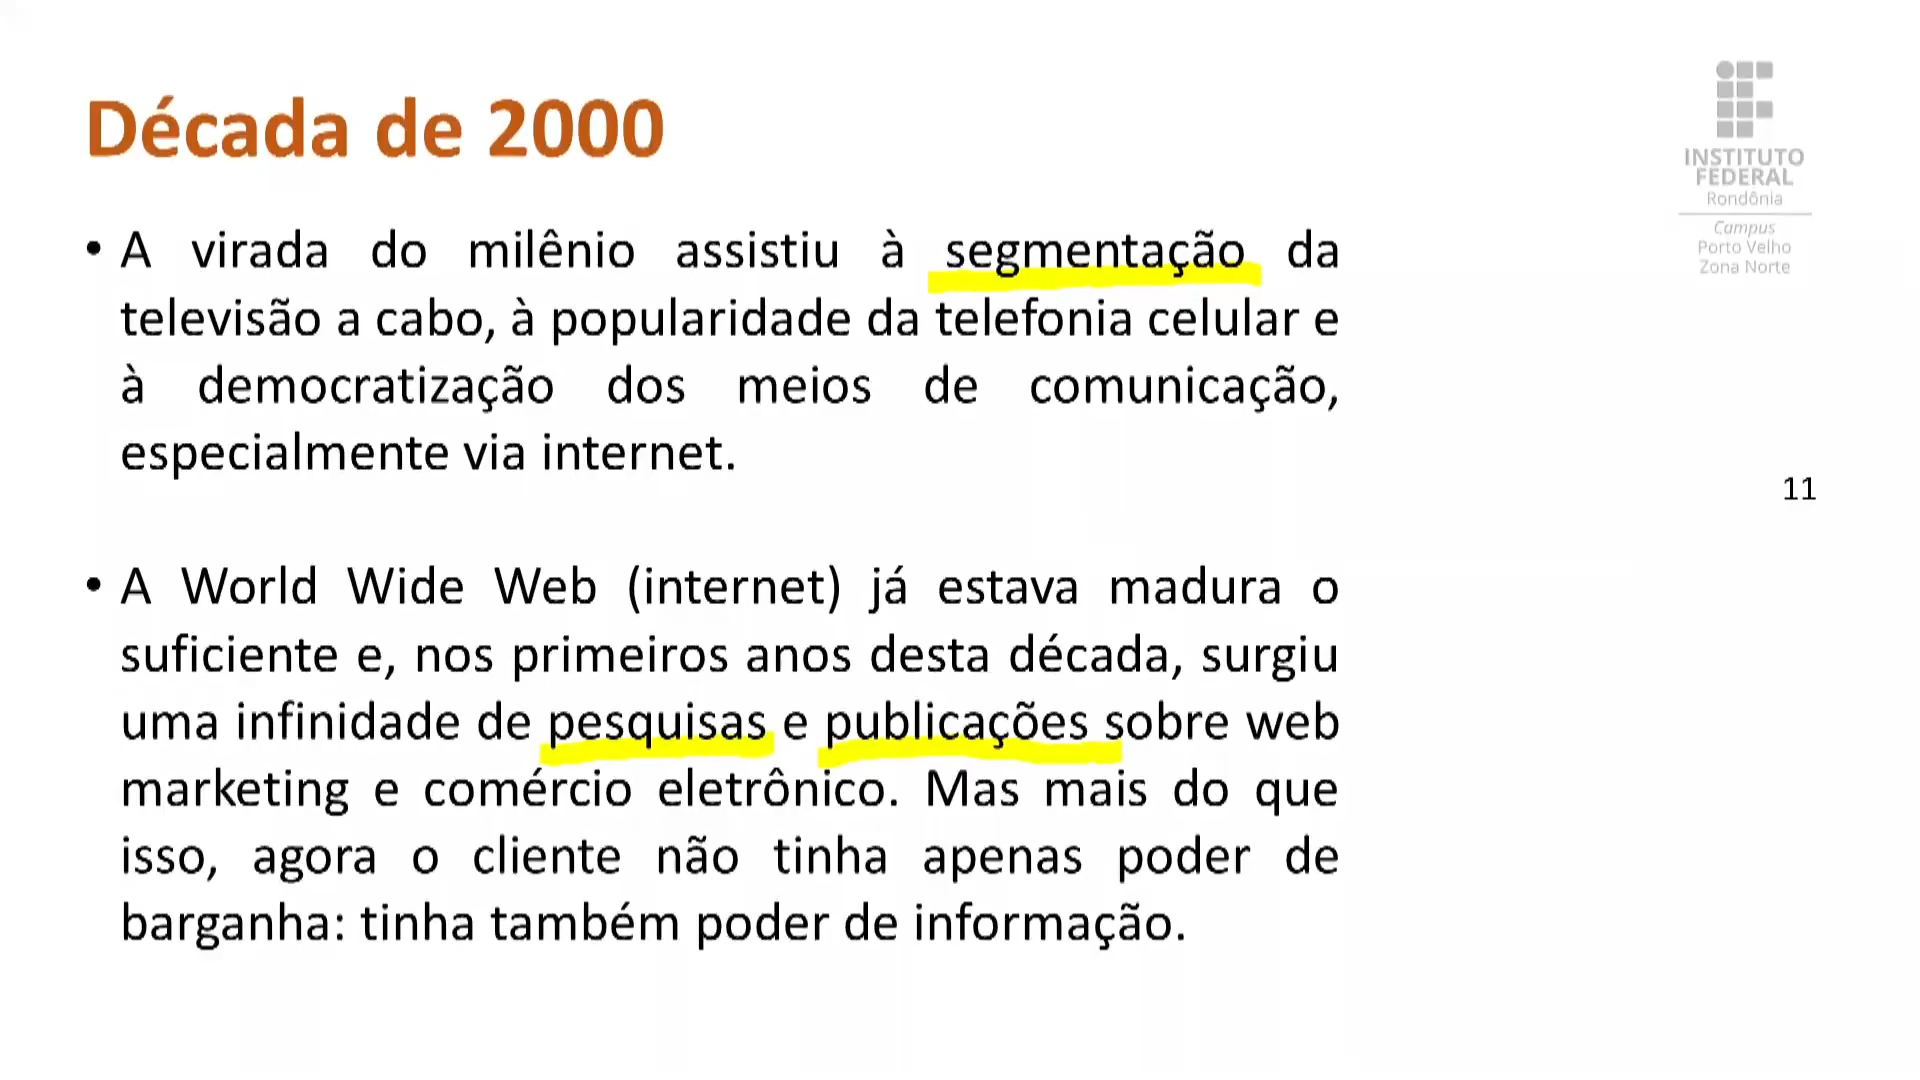 Década de 2000
INSTITUTO
FEDERAL
Rondônia
Campus
Porto Velho
Zona Norte
• A virada do milênio assistiu à segmentação da
televisão a cabo, à popularidade da telefonia celular e
à democratização dos meios de comunicação,
especialmente via internet.
11
• A World Wide Web (internet) já estava madura o
suficiente e, nos primeiros anos desta década, surgiu
uma infinidade de pesquisas e publicações sobre web
marketing e comércio eletrônico. Mas mais do que
isso, agora o cliente não tinha apenas poder de
barganha: tinha também poder de informação.